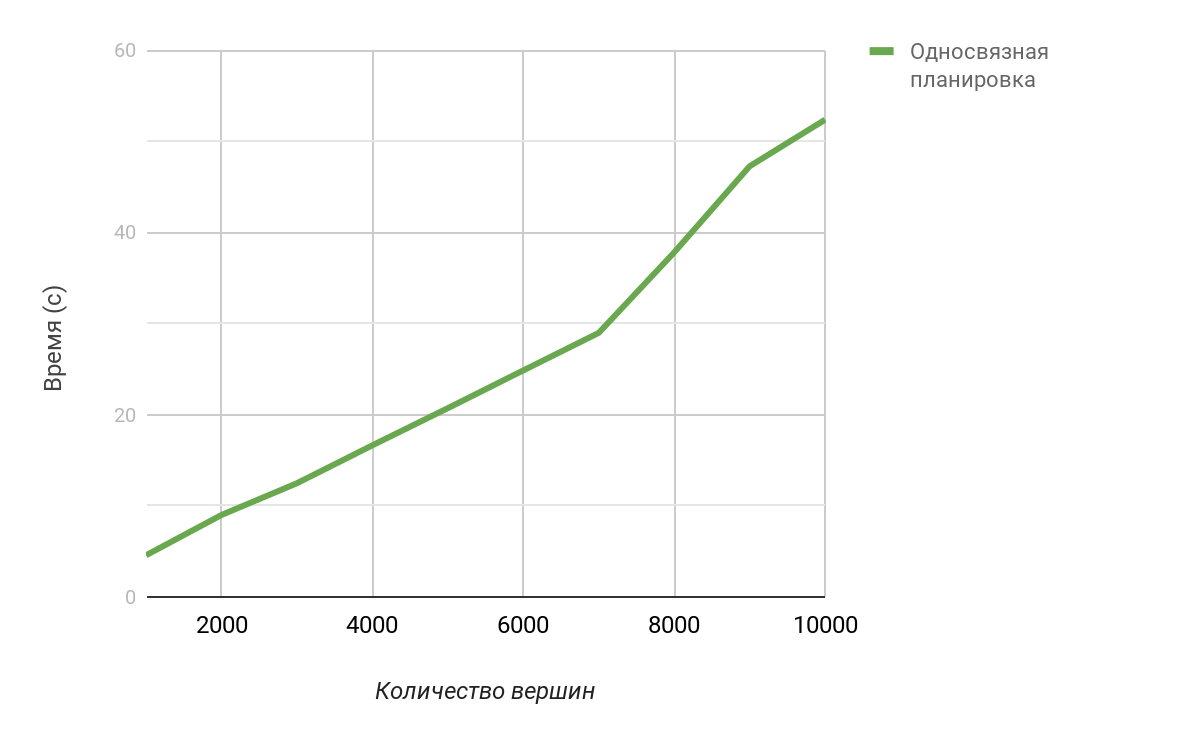 60
40
20
0
Время (с)
2000 4000 6000 8000 10000
Количество вершин
Односвязная
планировка